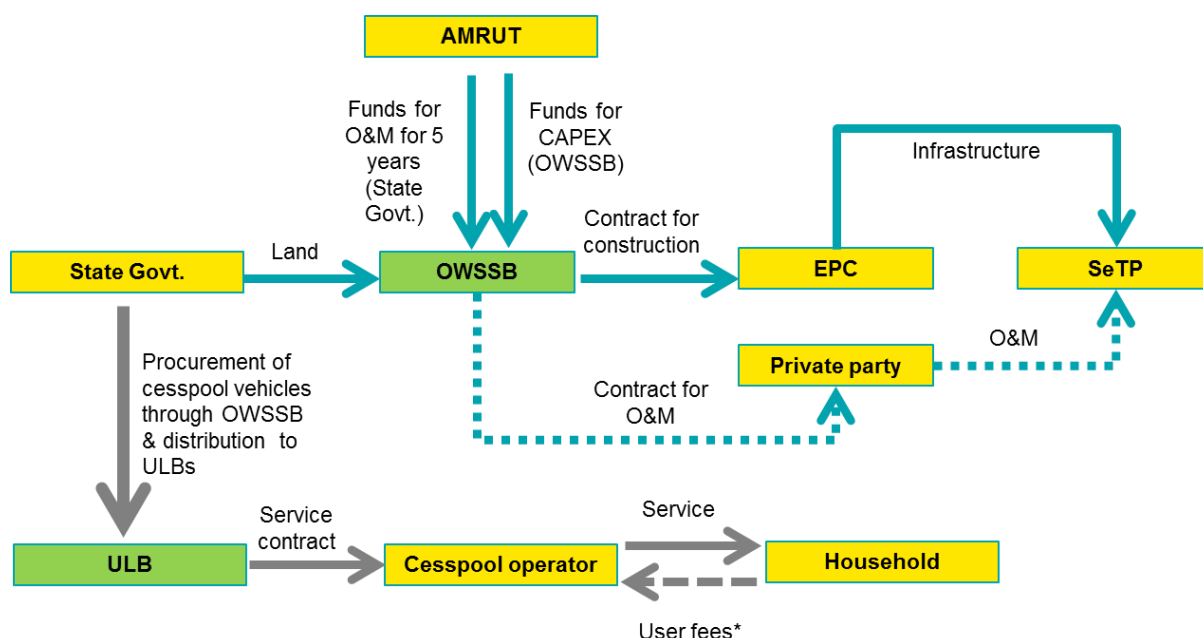 AMRUT
Funds for
O&M for 5
years
(State
Govt.)
Funds for
CAPEX
(OWSSB)
Infrastructure
Land
Contract for
construction
State Govt.
OWSSB
EPC
SeTP
Procurement of
cesspool vehicles
through OWSSB
& distribution to
ULBs
Contract for
O&M
Private party
O&M
Service
contract
Service
ULB
Cesspool operator
Household
User fees*